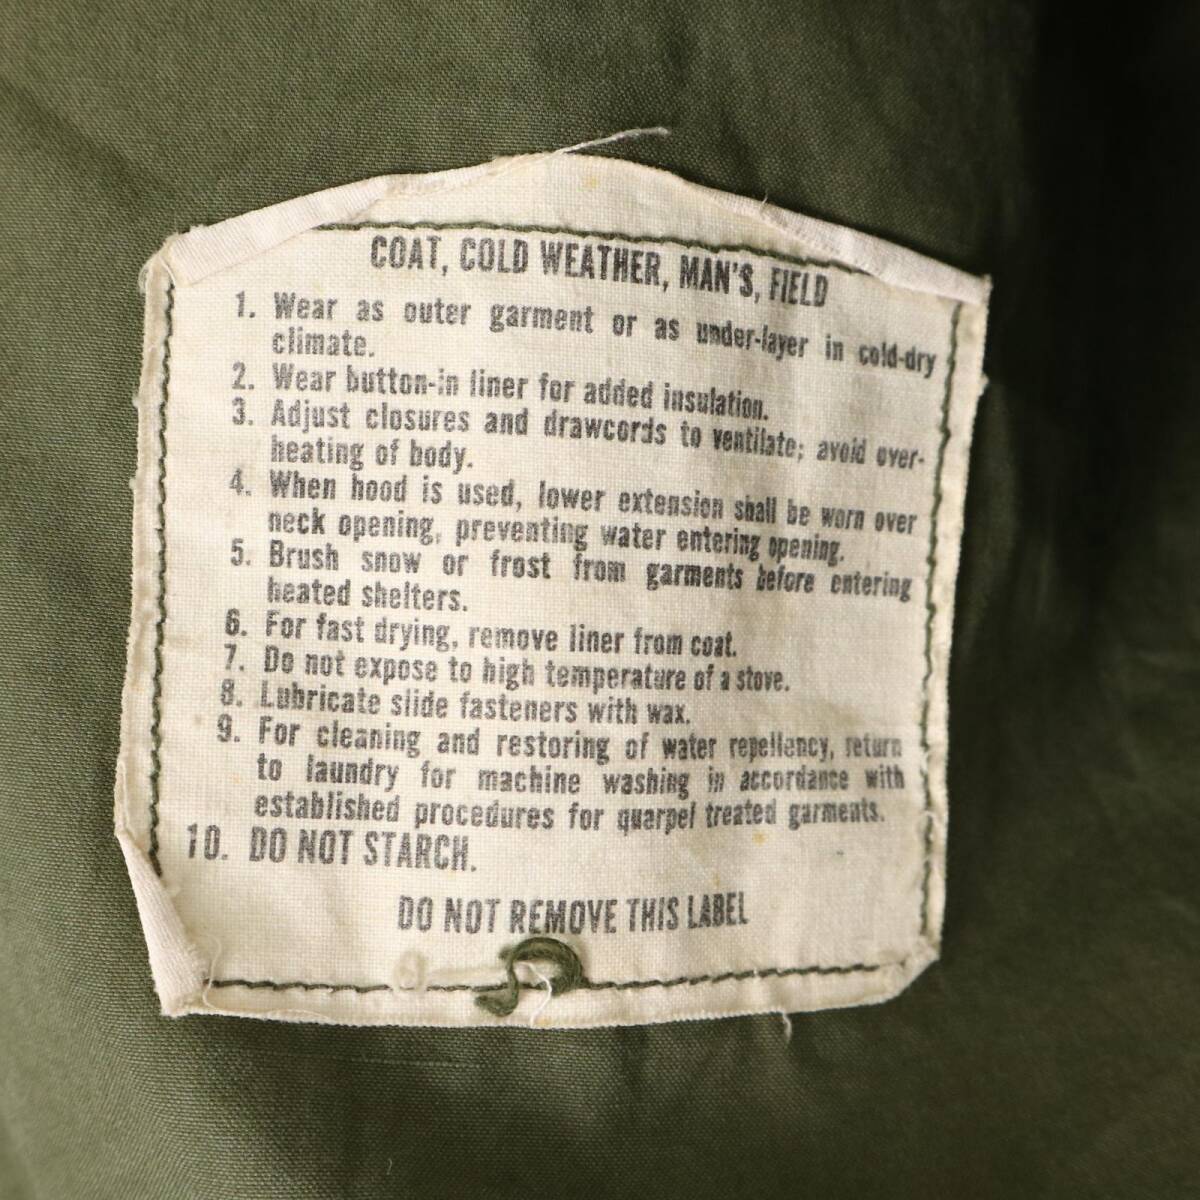 COAT, COLD WEATHER, MAN'S, FIELD
1. Wear as outer garment or as under-layer in cold-dry
climate.
2. Wear button-in liner for added insulation.
3. Adjust closures and drawcords to ventilate; avoid over-
heating of body.
4. When hood is used, lower extension shall be worn over
neck opening, preventing water entering opening.
5. Brush snow or frost from garments before entering
heated shelters.
6. For fast drying, remove liner from coat.
7. Do not expose to high temperature of a stove.
8. Lubricate slide fasteners with wax.
9. For cleaning and restoring of water repellency, return
to laundry for machine washing in accordance with
established procedures for quarpel treated garments.
10. DO NOT STARCH.
DO NOT REMOVE THIS LABEL